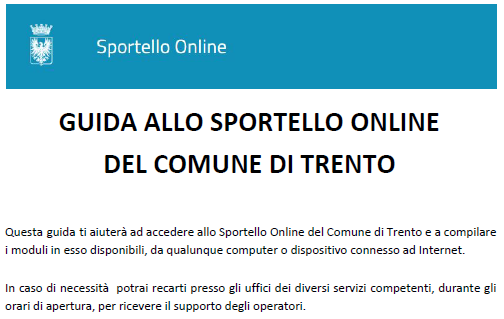 Sportello Online
GUIDA ALLO SPORTELLO ONLINE
DEL COMUNE DI TRENTO
Questa guida ti aiuterà ad accedere allo Sportello Online del Comune di Trento e a compilare
i moduli in esso disponibili, da qualunque computer o dispositivo connesso ad Internet.
In caso di necessità potrai recarti presso gli uffici dei diversi servizi competenti, durante gli
orari di apertura, per ricevere il supporto degli operatori.